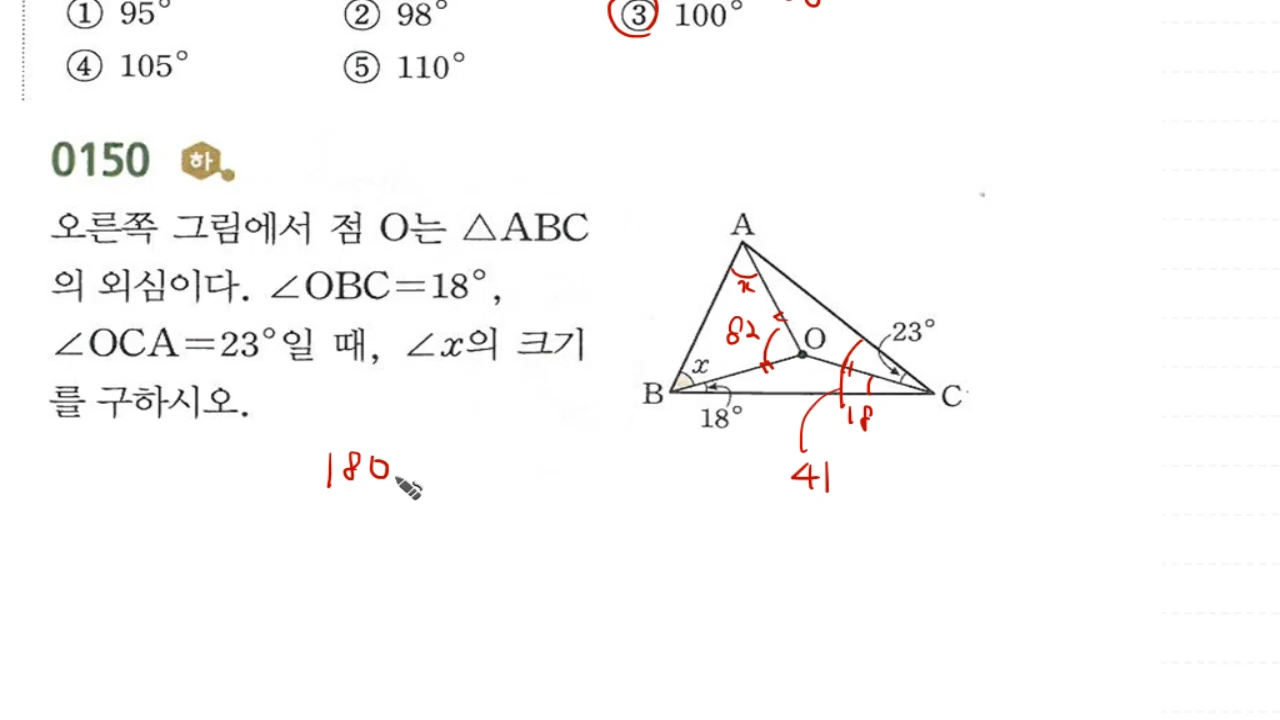 ① 95° ② 98° ③ 100°
④ 105° ⑤ 110°
0150 하
오른쪽 그림에서 점 O는 △ABC
의 외심이다. ∠OBC=18°,
∠OCA=23°일 때, ∠x의 크기
를 구하시오.
A
x
82
O
23°
x
B
C
18°
18
180
41